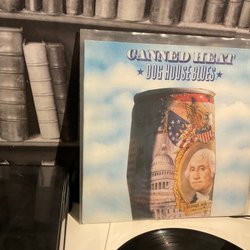 CANNED HEAT
★ DOG HOUSE BLUES ★